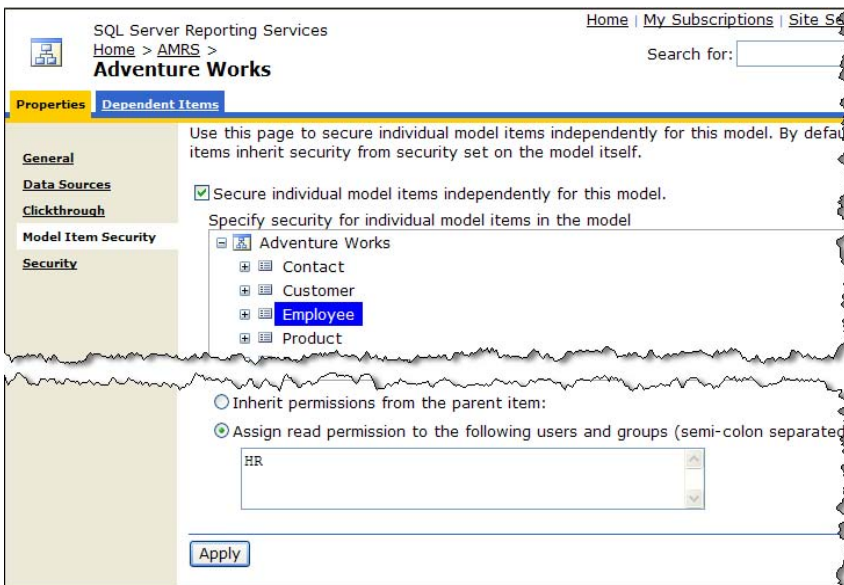 SQL Server Reporting Services
Home > AMRS >
Adventure Works
Home | My Subscriptions | Site
Search for:
Properties Dependent Items
General
Data Sources
Clickthrough
Model Item Security
Security
Use this page to secure individual model items independently for this model. By
items inherit security from security set on the model itself.
Secure individual model items independently for this model.
Specify security for individual model items in the model
Adventure Works
Contact
Customer
Employee
Product
Inherit permissions from the parent item:
Assign read permission to the following users and groups (semi-colon separated
HR
Apply